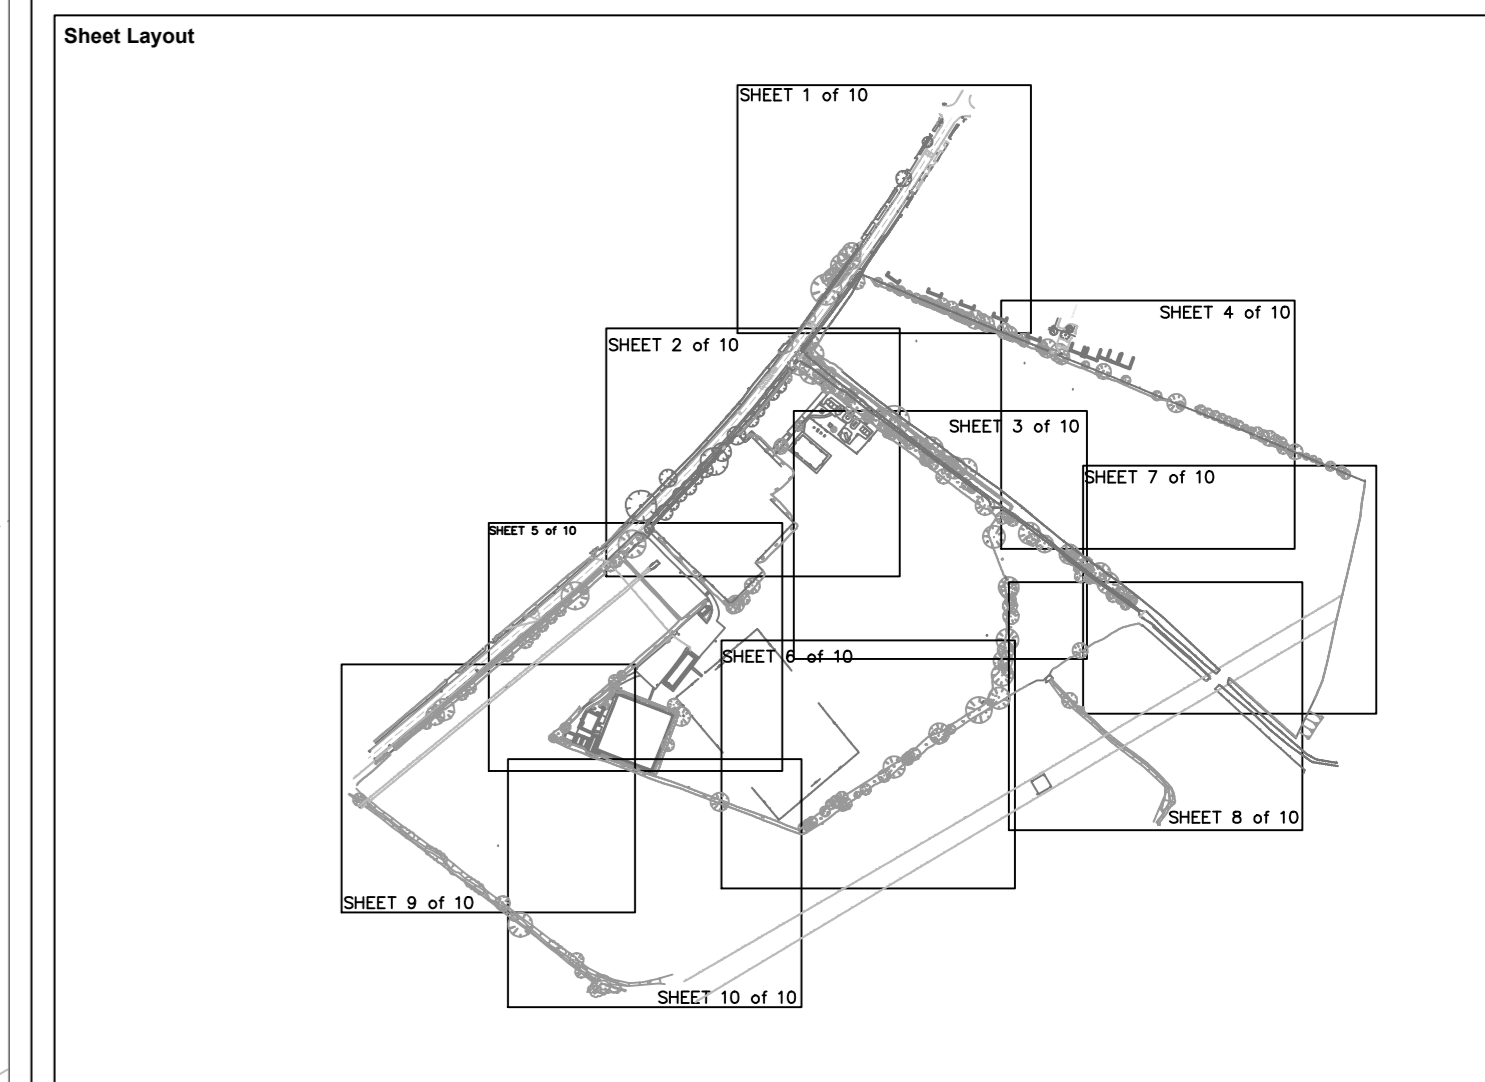 Sheet Layout
SHEET 1 of 10
SHEET 4 of 10
SHEET 2 of 10
SHEET 3 of 10
SHEET 7 of 10
SHEET 5 of 10
SHEET 6 of 10
SHEET 8 of 10
SHEET 9 of 10
SHEET 10 of 10